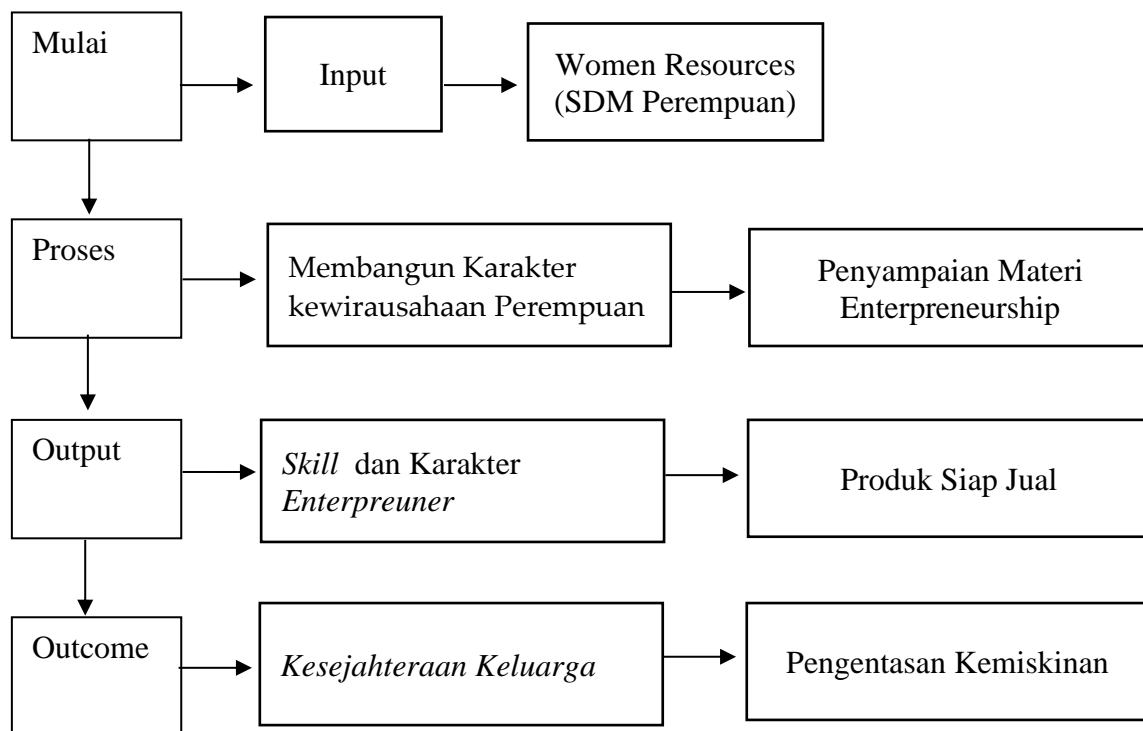 Mulai
Input
Women Resources
(SDM Perempuan)
Proses
Membangun Karakter
kewirausahaan Perempuan
Penyampaian Materi
Enterpreneurship
Output
Skill dan Karakter
Enterpreuner
Produk Siap Jual
Outcome
Kesejahteraan Keluarga
Pengentasan Kemiskinan